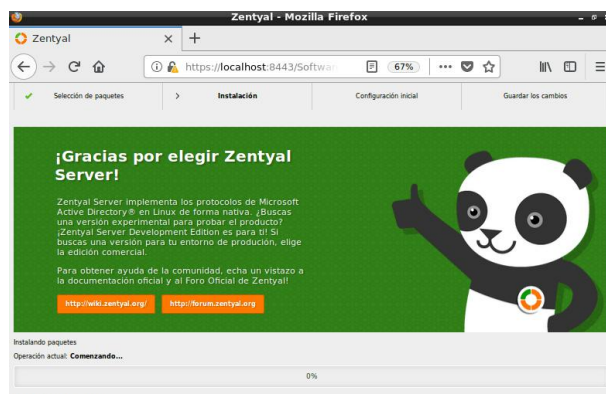 Zentyal - Mozilla Firefox
Zentyal
https://localhost:8443/Softwar
67%
Selección de paquetes
Instalación
Configuración inicial
Guardar los cambios
¡Gracias por elegir Zentyal
Server!
Zentyal Server implementa los protocolos de Microsoft
Active Directory® en Linux de forma nativa. ¿Buscas
una versión experimental para probar el producto?
¡Zentyal Server Development Edition es para ti! Si
buscas una versión para tu entorno de produción, elige
la edición comercial.
Para obtener ayuda de la comunidad, echa un vistazo a
la documentación oficial y al Foro Oficial de Zentyal!
http://wiki.zentyal.org/
http://forum.zentyal.org
Instalando paquetes
Operación actual: Comenzando...
0%